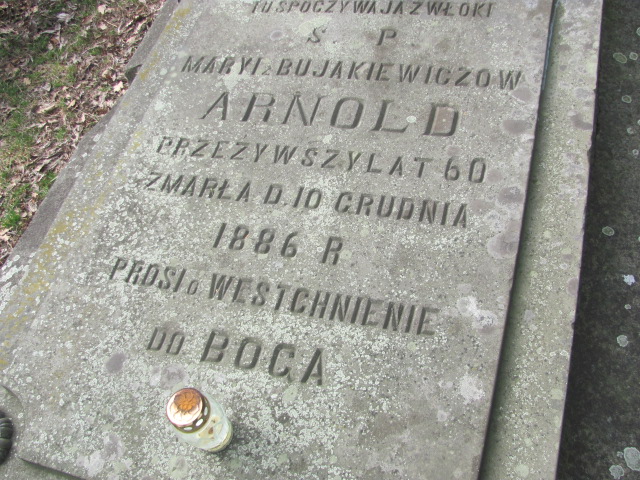 TU SPOCZYWAJĄ ZWŁOKI
Ś P
MARYI z BUJAKIEWICZÓW
ARNOLD
PRZEŻYWSZY LAT 60
ZMARŁA D. 10 GRUDNIA
1886 R
PROSI o WESTCHNIENIE
DO BOGA